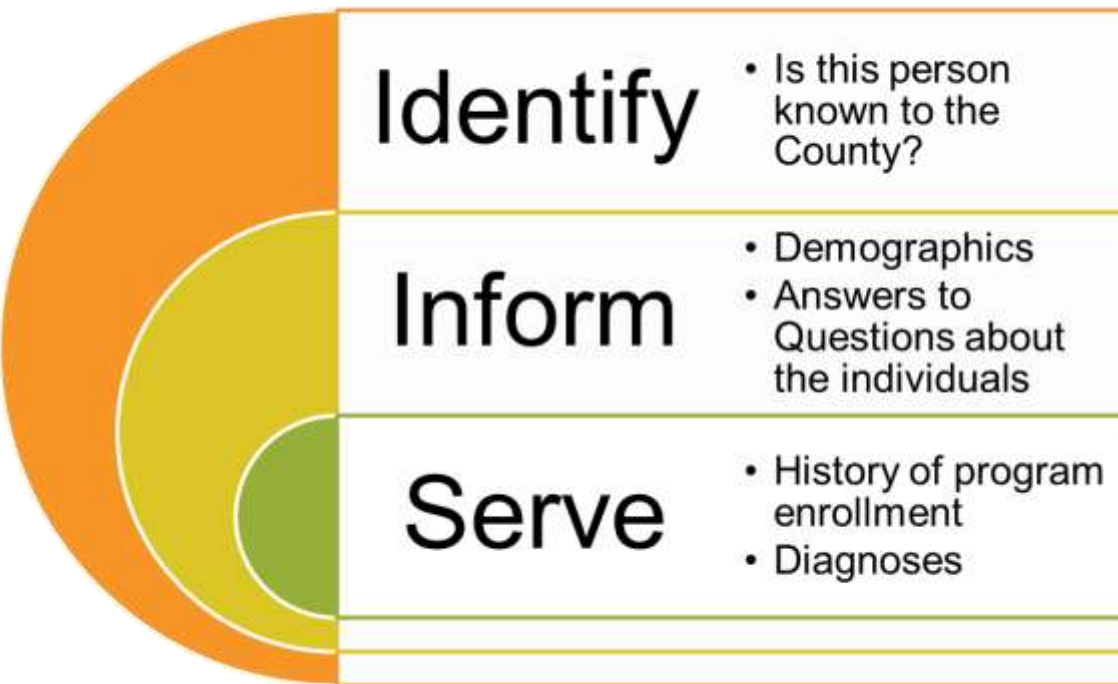 Identify
• Is this person
known to the
County?
Inform
• Demographics
• Answers to
Questions about
the individuals
Serve
• History of program
enrollment
• Diagnoses